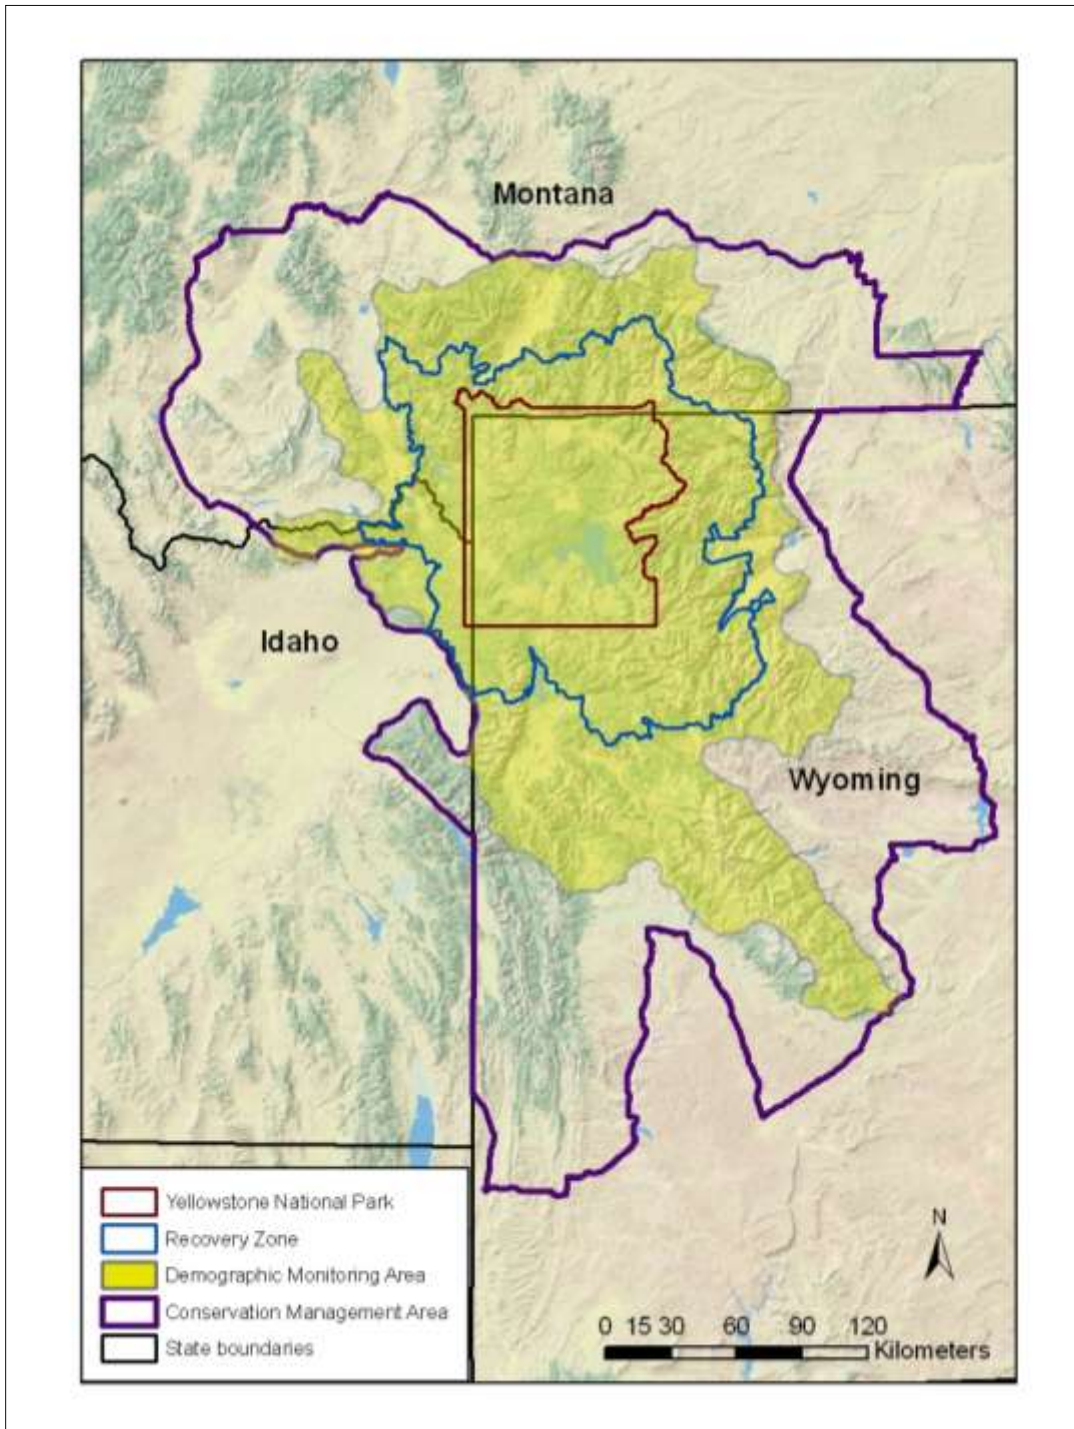 Montana
Idaho
Wyoming
Yellowstone National Park
Recovery Zone
Demographic Monitoring Area
Conservation Management Area
State boundaries
N
0 15 30 60 90 120
Kilometers